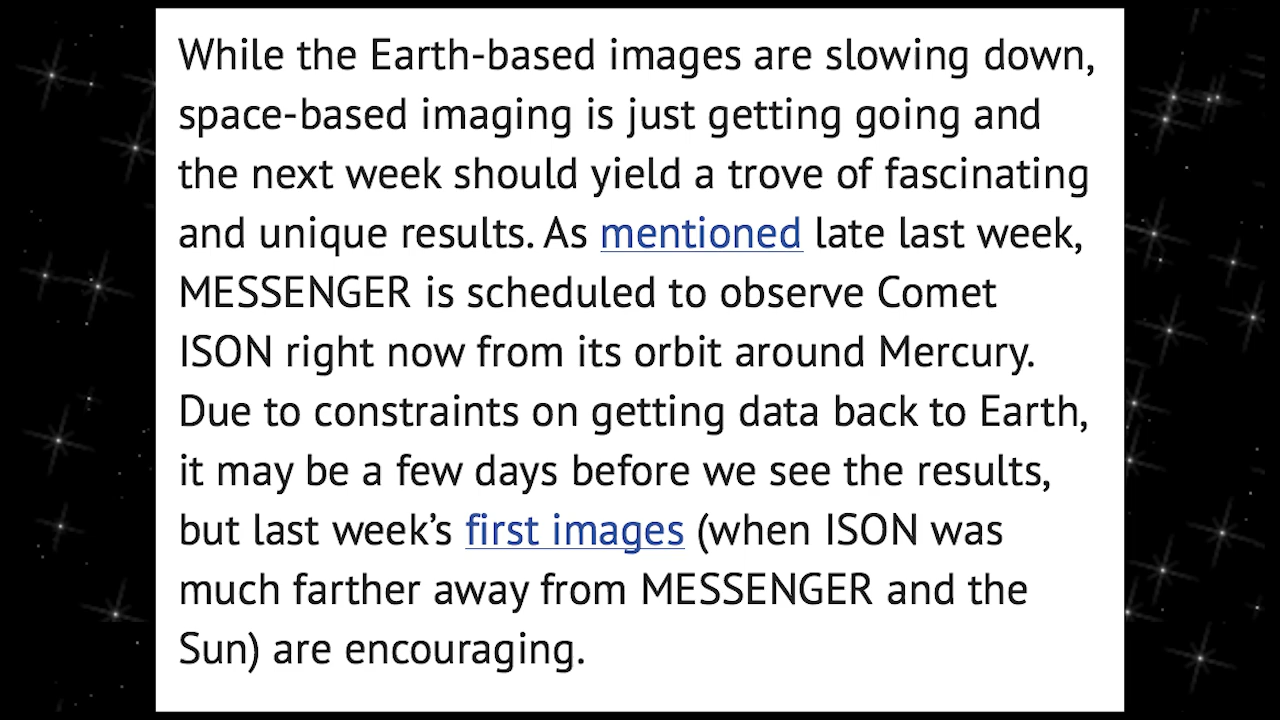 While the Earth-based images are slowing down,
space-based imaging is just getting going and
the next week should yield a trove of fascinating
and unique results. As mentioned late last week,
MESSENGER is scheduled to observe Comet
ISON right now from its orbit around Mercury.
Due to constraints on getting data back to Earth,
it may be a few days before we see the results,
but last week’s first images (when ISON was
much farther away from MESSENGER and the
Sun) are encouraging.